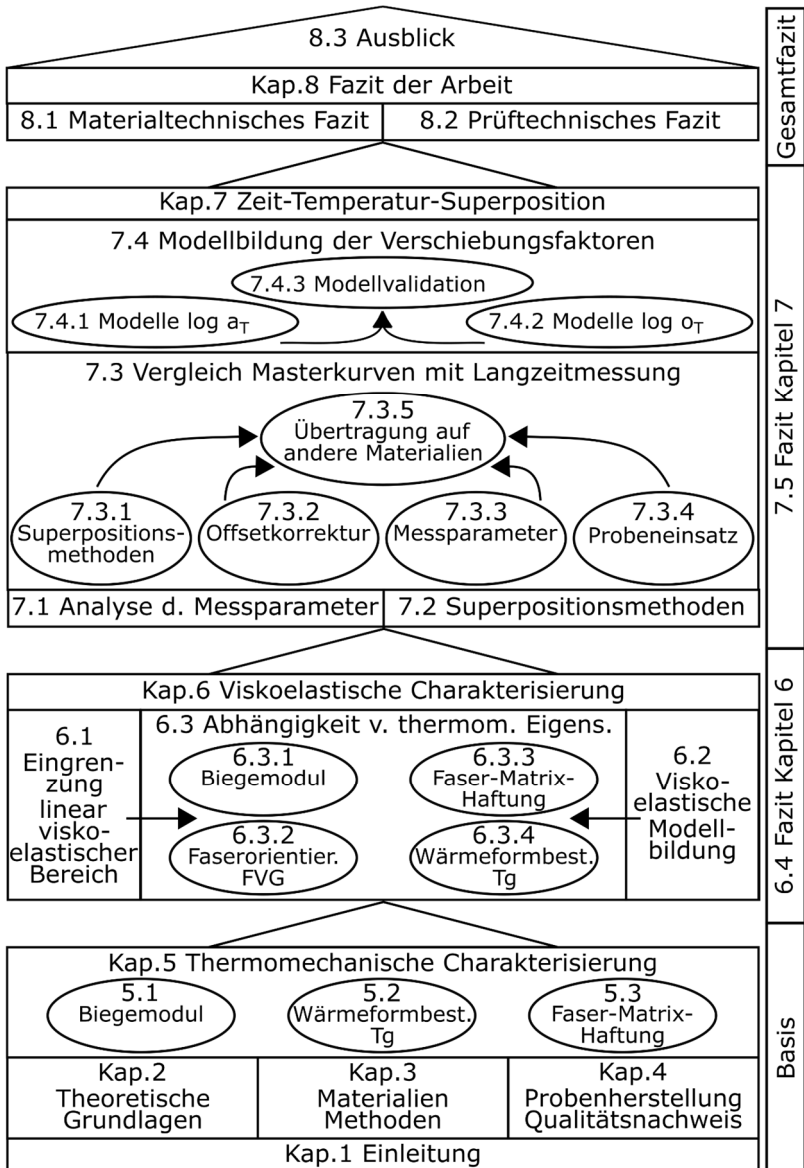 8.3 Ausblick
Kap.8 Fazit der Arbeit
8.1 Materialtechnisches Fazit
8.2 Prüftechnisches Fazit
Gesamtfazit
Kap.7 Zeit-Temperatur-Superposition
7.4 Modellbildung der Verschiebungsfaktoren
7.4.3 Modellvalidation
7.4.1 Modelle log a_T
7.4.2 Modelle log o_T
7.3 Vergleich Masterkurven mit Langzeitmessung
7.3.5
Übertragung auf
andere Materialien
7.3.1
Superpositions-
methoden
7.3.2
Offsetkorrektur
7.3.3
Messparameter
7.3.4
Probeneinsatz
7.1 Analyse d. Messparameter
7.2 Superpositionsmethoden
7.5 Fazit Kapitel 7
Kap.6 Viskoelastische Charakterisierung
6.1
Eingren-
zung
linear
visko-
elastischer
Bereich
6.3 Abhängigkeit v. thermom. Eigens.
6.3.1
Biegemodul
6.3.3
Faser-Matrix-
Haftung
6.3.2
Faserorientier.
FVG
6.3.4
Wärmeformbest.
Tg
6.2
Visko-
elastische
Modell-
bildung
6.4 Fazit Kapitel 6
Kap.5 Thermomechanische Charakterisierung
5.1
Biegemodul
5.2
Wärmeformbest.
Tg
5.3
Faser-Matrix-
Haftung
Kap.2
Theoretische
Grundlagen
Kap.3
Materialien
Methoden
Kap.4
Probenherstellung
Qualitätsnachweis
Kap.1 Einleitung
Basis